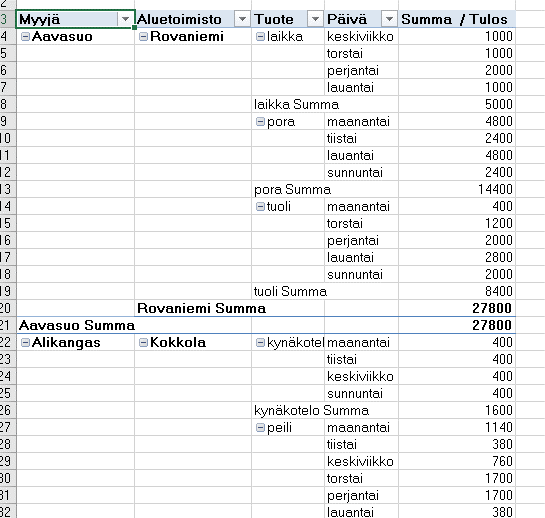 3 Myyjä Aluetoimisto Tuote Päivä Summa / Tulos
4 Aavasuo Rovaniemi laikka keskiviikko 1000
5 torstai 1000
6 perjantai 2000
7 lauantai 1000
8 laikka Summa 5000
9 pora maanantai 4800
10 tiistai 2400
11 lauantai 4800
12 sunnuntai 2400
13 pora Summa 14400
14 tuoli maanantai 400
15 torstai 1200
16 perjantai 2000
17 lauantai 2800
18 sunnuntai 2000
19 tuoli Summa 8400
20 Rovaniemi Summa 27800
21 Aavasuo Summa 27800
22 Alikangas Kokkola kynäkotel maanantai 400
23 tiistai 400
24 keskiviikko 400
25 sunnuntai 400
26 kynäkotelo Summa 1600
27 peili maanantai 1140
28 tiistai 380
29 keskiviikko 760
30 torstai 1700
31 perjantai 1700
32 lauantai 380